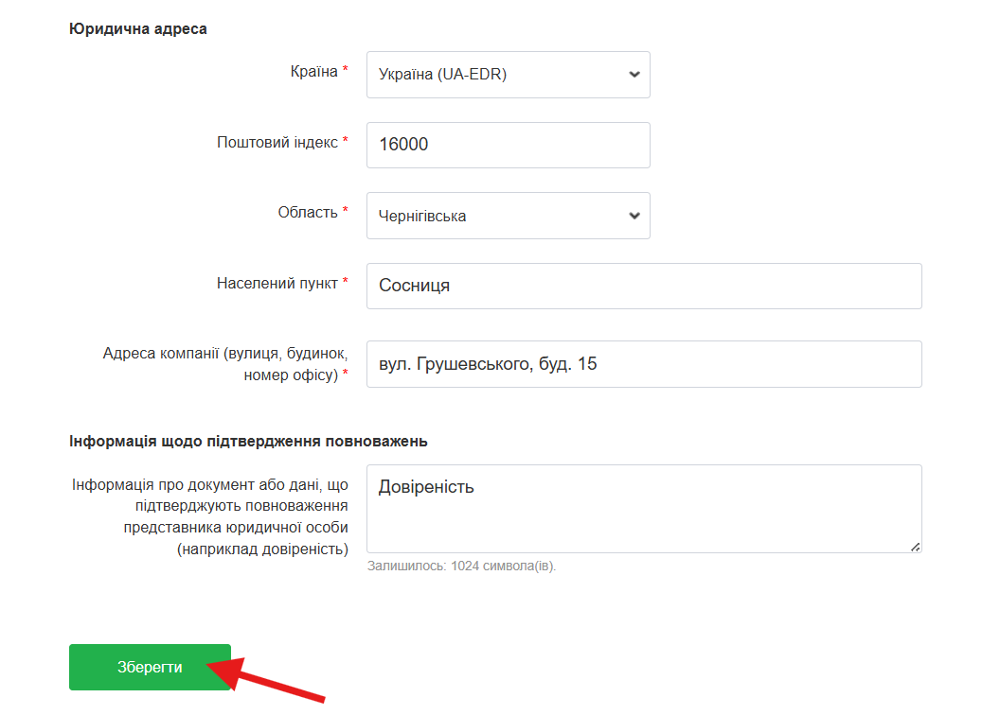 Юридична адреса
Країна *
Україна (UA-EDR)
Поштовий індекс *
16000
Область *
Чернігівська
Населений пункт *
Сосниця
Адреса компанії (вулиця, будинок,
номер офісу) *
вул. Грушевського, буд. 15
Інформація щодо підтвердження повноважень
Інформація про документ або дані, що
підтверджують повноваження
представника юридичної особи
(наприклад довіреність)
Довіреність
Залишилось: 1024 символа(ів).
Зберегти